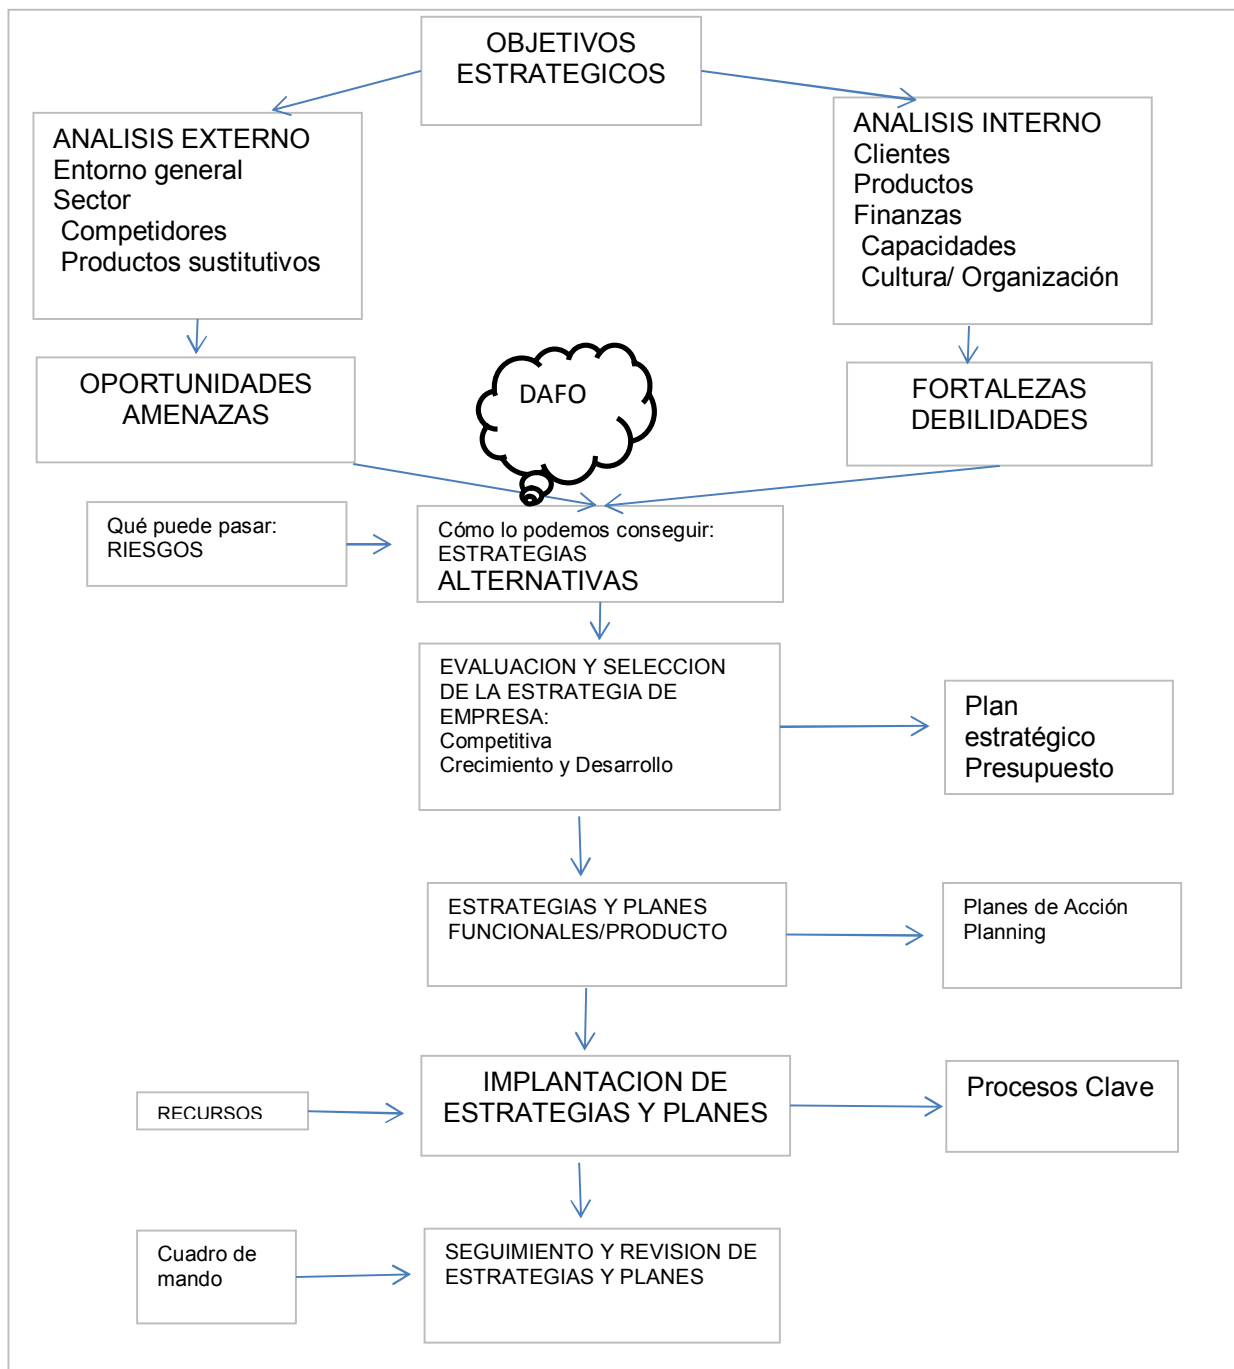 OBJETIVOS
ESTRATEGICOS
ANALISIS EXTERNO
Entorno general
Sector
Competidores
Productos sustitutivos
ANALISIS INTERNO
Clientes
Productos
Finanzas
Capacidades
Cultura/ Organización
OPORTUNIDADES
AMENAZAS
DAFO
FORTALEZAS
DEBILIDADES
Qué puede pasar:
RIESGOS
Cómo lo podemos conseguir:
ESTRATEGIAS
ALTERNATIVAS
EVALUACION Y SELECCION
DE LA ESTRATEGIA DE
EMPRESA:
Competitiva
Crecimiento y Desarrollo
Plan
estratégico
Presupuesto
ESTRATEGIAS Y PLANES
FUNCIONALES/PRODUCTO
Planes de Acción
Planning
RECURSOS
IMPLANTACION DE
ESTRATEGIAS Y PLANES
Procesos Clave
Cuadro de
mando
SEGUIMIENTO Y REVISION DE
ESTRATEGIAS Y PLANES